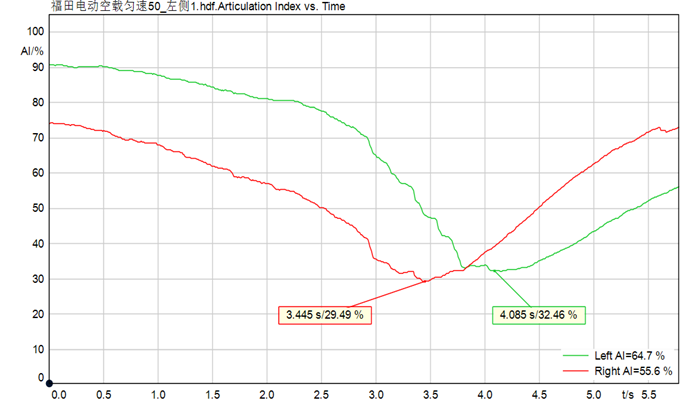 福田电动空载匀速50_左侧1.hdf.Articulation Index vs. Time
100
AI/%
90
80
70
60
50
40
30
3.445 s/29.49 %
4.085 s/32.46 %
20
10
Left AI=64.7 %
Right AI=55.6 %
0
0.0 0.5 1.0 1.5 2.0 2.5 3.0 3.5 4.0 4.5 5.0 t/s 5.5